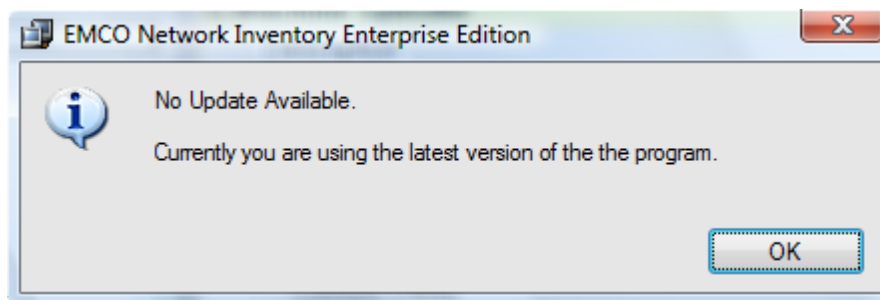 EMCO Network Inventory Enterprise Edition
No Update Available.
Currently you are using the latest version of the the program.
OK